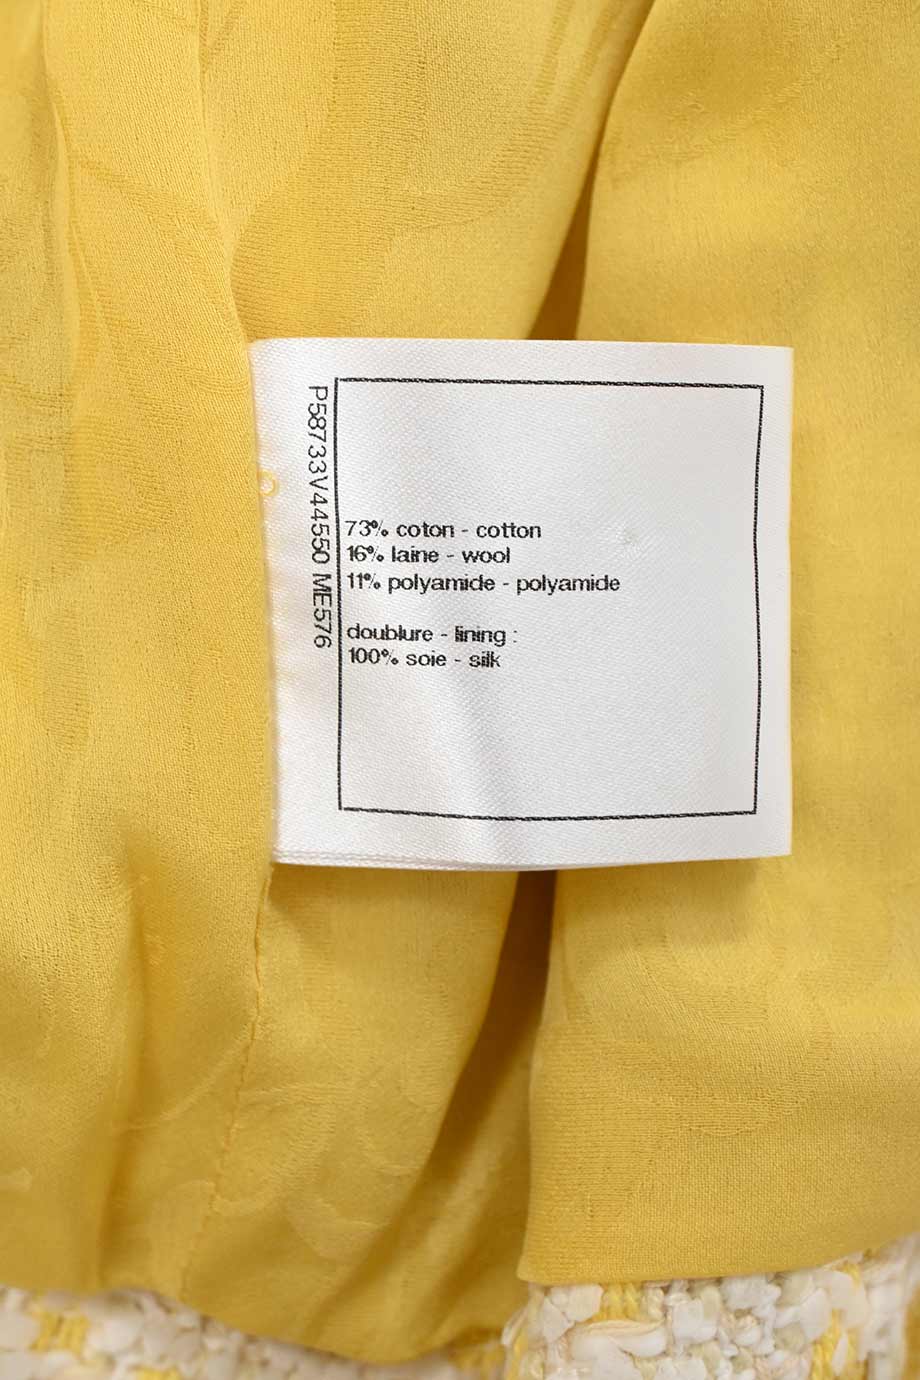 P58733V44550 ME576
73% coton - cotton
16% laine - wool
11% polyamide - polyamide
doublure - lining :
100% soie - silk